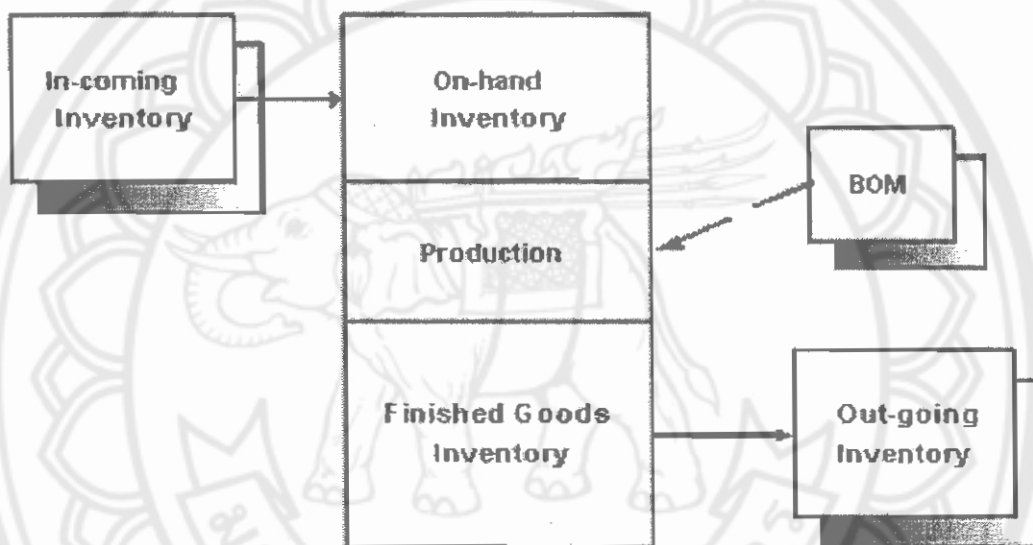 In-coming
Inventory
On-hand
Inventory
BOM
Production
Finished Goods
Inventory
Out-going
Inventory